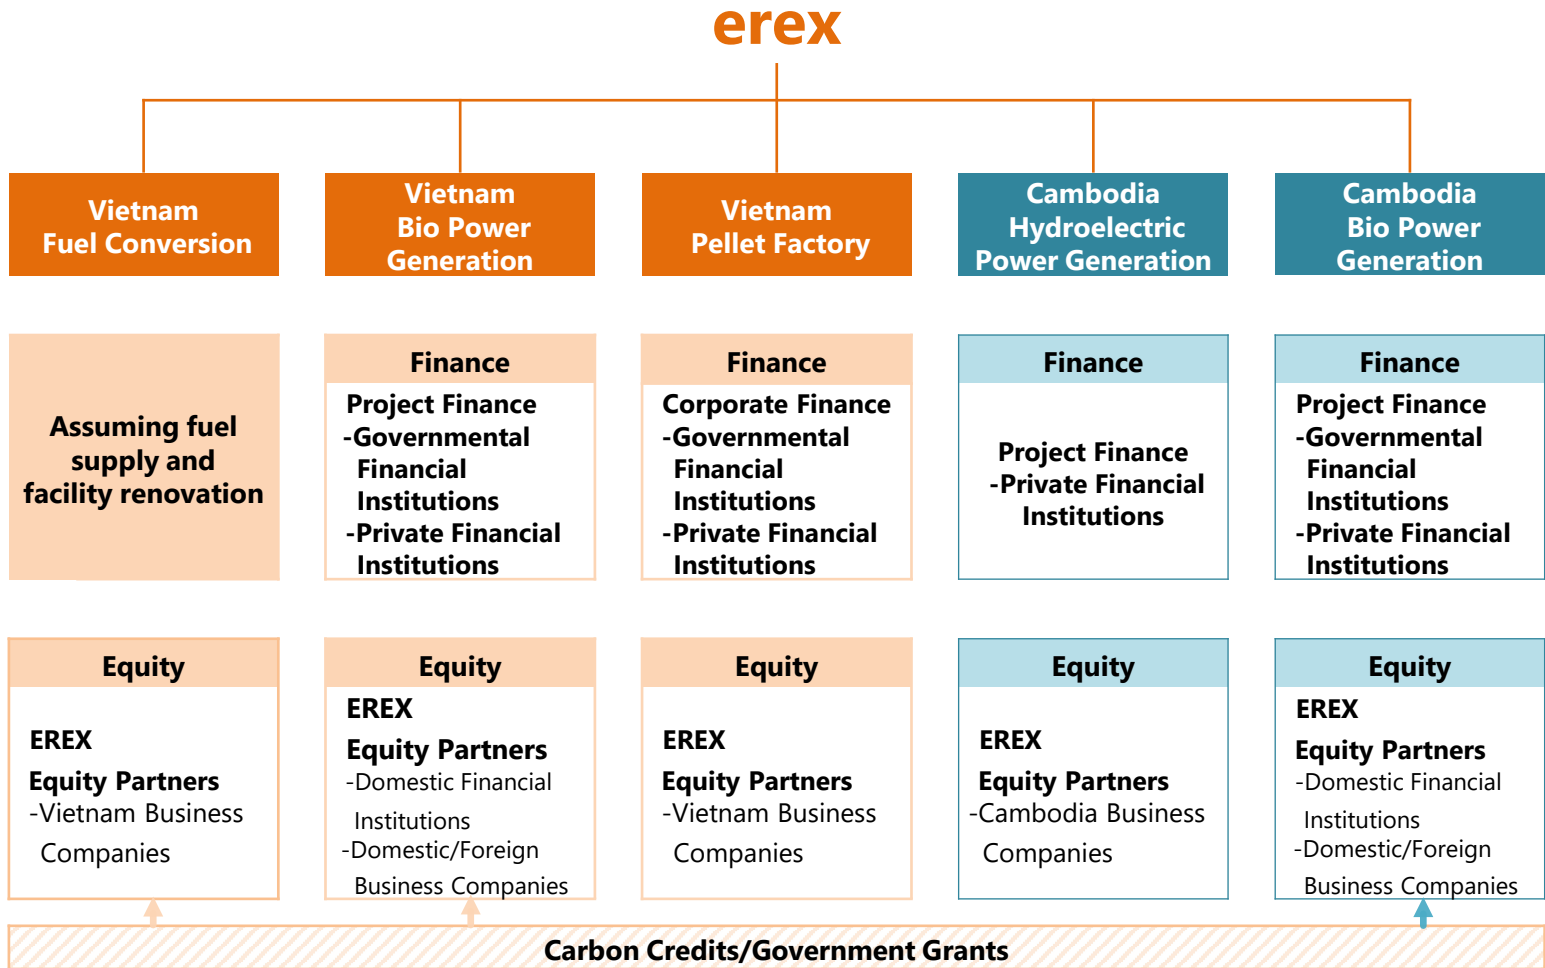 erex
Vietnam
Fuel Conversion
Vietnam
Bio Power
Generation
Vietnam
Pellet Factory
Cambodia
Hydroelectric
Power Generation
Cambodia
Bio Power
Generation
Assuming fuel
supply and
facility renovation
Finance
Project Finance
-Governmental
Financial
Institutions
-Private Financial
Institutions
Finance
Corporate Finance
-Governmental
Financial
Institutions
-Private Financial
Institutions
Finance
Project Finance
-Private Financial
Institutions
Finance
Project Finance
-Governmental
Financial
Institutions
-Private Financial
Institutions
Equity
EREX
Equity Partners
-Vietnam Business
Companies
Equity
EREX
Equity Partners
-Domestic Financial
Institutions
-Domestic/Foreign
Business Companies
Equity
EREX
Equity Partners
-Vietnam Business
Companies
Equity
EREX
Equity Partners
-Cambodia Business
Companies
Equity
EREX
Equity Partners
-Domestic Financial
Institutions
-Domestic/Foreign
Business Companies
Carbon Credits/Government Grants